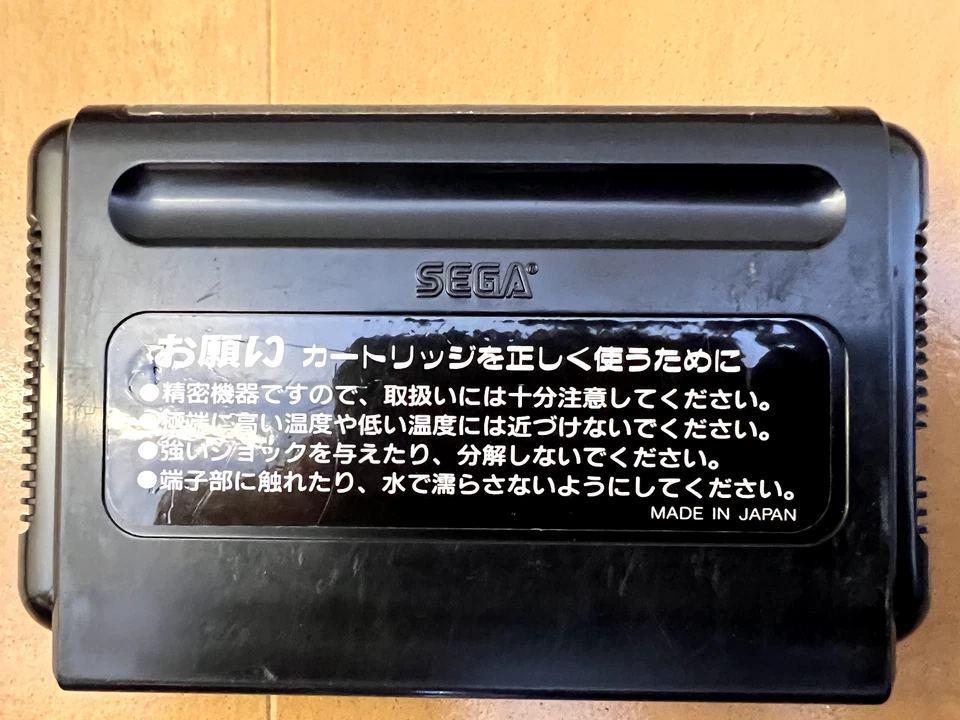 SEGA®
お願い カートリッジを正しく使うために
●精密機器ですので、取扱いには十分注意してください。
●極端に高い温度や低い温度には近づけないでください。
●強いショックを与えたり、分解しないでください。
●端子部に触れたり、水で濡らさないようにしてください。
MADE IN JAPAN